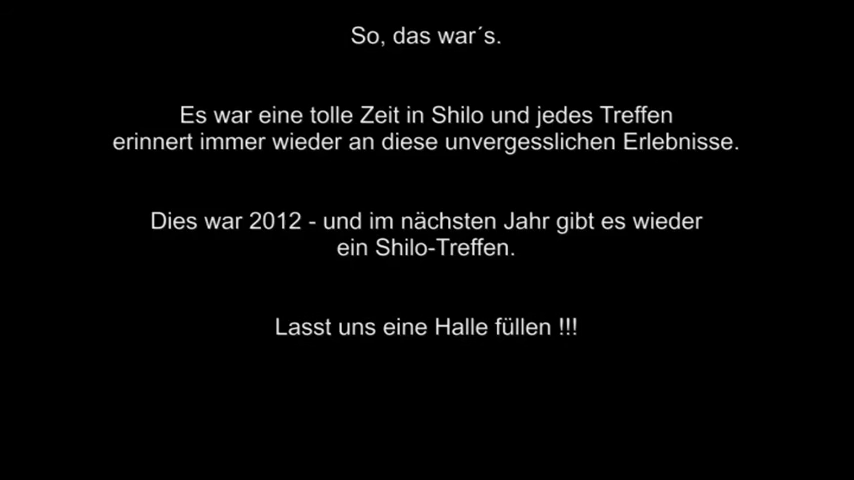 So, das war´s.
Es war eine tolle Zeit in Shilo und jedes Treffen
erinnert immer wieder an diese unvergesslichen Erlebnisse.
Dies war 2012 - und im nächsten Jahr gibt es wieder
ein Shilo-Treffen.
Lasst uns eine Halle füllen !!!